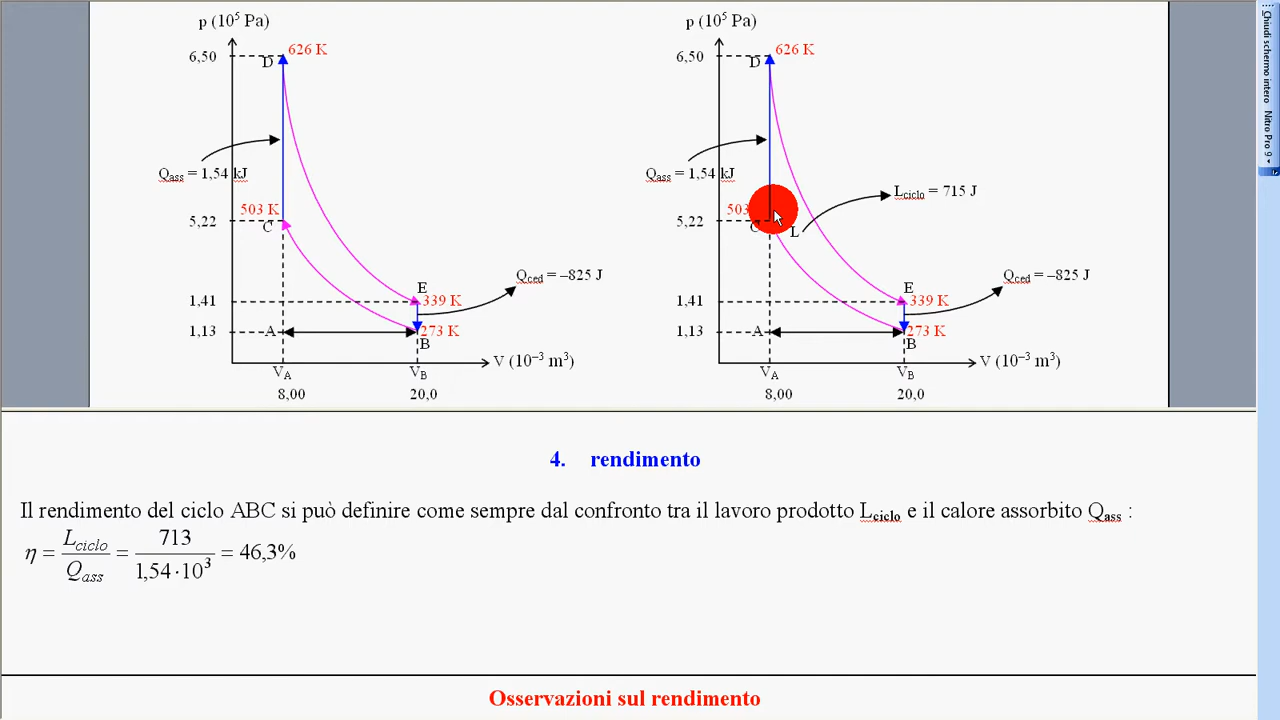 p (10⁵ Pa)
6,50
D
626 K
Qass = 1,54 kJ
503 K
5,22
C
Qced = –825 J
E
1,41
339 K
1,13
A
273 K
B
V (10⁻³ m³)
VA
VB
8,00
20,0
p (10⁵ Pa)
6,50
D
626 K
Qass = 1,54 kJ
Lciclo = 715 J
503
5,22
C
L
Qced = –825 J
E
1,41
339 K
1,13
A
273 K
B
V (10⁻³ m³)
VA
VB
8,00
20,0
4. rendimento
Il rendimento del ciclo ABC si può definire come sempre dal confronto tra il lavoro prodotto Lciclo e il calore assorbito Qass :
η = Lciclo / Qass = 713 / 1,54·10³ = 46,3%
Osservazioni sul rendimento
Chiudi schermo intero
Nitro Pro 9